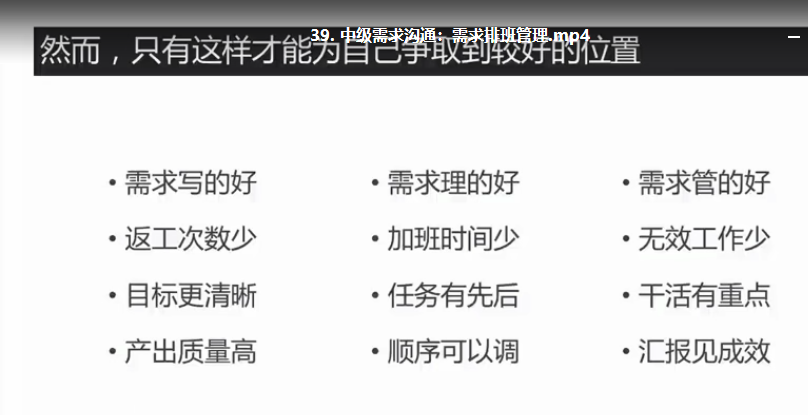 39. 中级需求沟通：需求排班管理.mp4
然而，只有这样才能为自己争取到较好的位置
• 需求写的好
• 返工次数少
• 目标更清晰
• 产出质量高
• 需求理的好
• 加班时间少
• 任务有先后
• 顺序可以调
• 需求管的好
• 无效工作少
• 干活有重点
• 汇报见成效